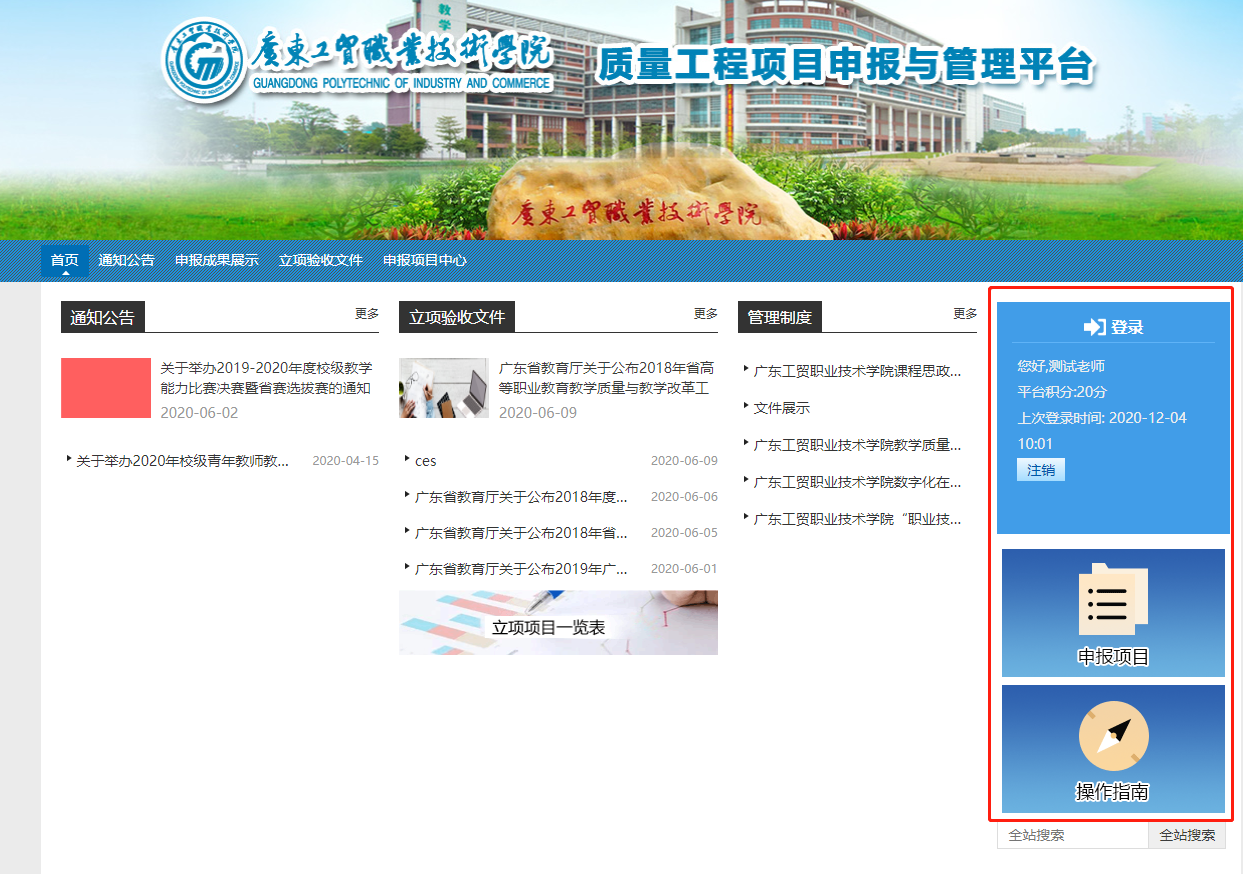 教学
廣東工貿職業技術學院
GUANGDONG POLYTECHNIC OF INDUSTRY AND COMMERCE
质量工程项目申报与管理平台
廣東工貿職業技術學院
首页 通知公告 申报成果展示 立项验收文件 申报项目中心
通知公告 更多
关于举办2019-2020年度校级教学
能力比赛决赛暨省赛选拔赛的通知
2020-06-02
关于举办2020年校级青年教师教... 2020-04-15
立项验收文件 更多
广东省教育厅关于公布2018年省高
等职业教育教学质量与教学改革工
2020-06-09
ces 2020-06-09
广东省教育厅关于公布2018年度... 2020-06-06
广东省教育厅关于公布2018年省... 2020-06-05
广东省教育厅关于公布2019年广... 2020-06-01
立项项目一览表
管理制度 更多
广东工贸职业技术学院课程思政...
文件展示
广东工贸职业技术学院教学质量...
广东工贸职业技术学院数字化在...
广东工贸职业技术学院“职业技...
登录
您好,测试老师
平台积分:20分
上次登录时间: 2020-12-04
10:01
注销
申报项目
操作指南
全站搜索 全站搜索